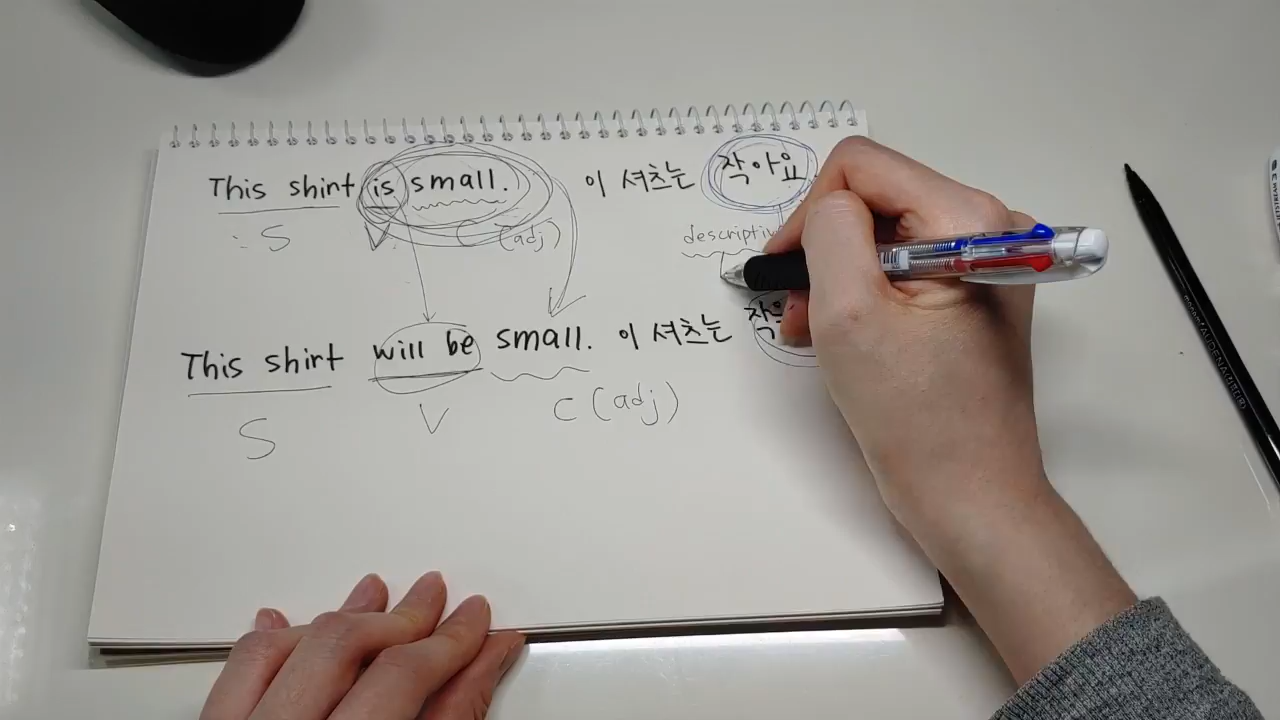 This shirt is small. 이 셔츠는 작아요
S V C (adj)
This shirt will be small. 이 셔츠는
S V C (adj)